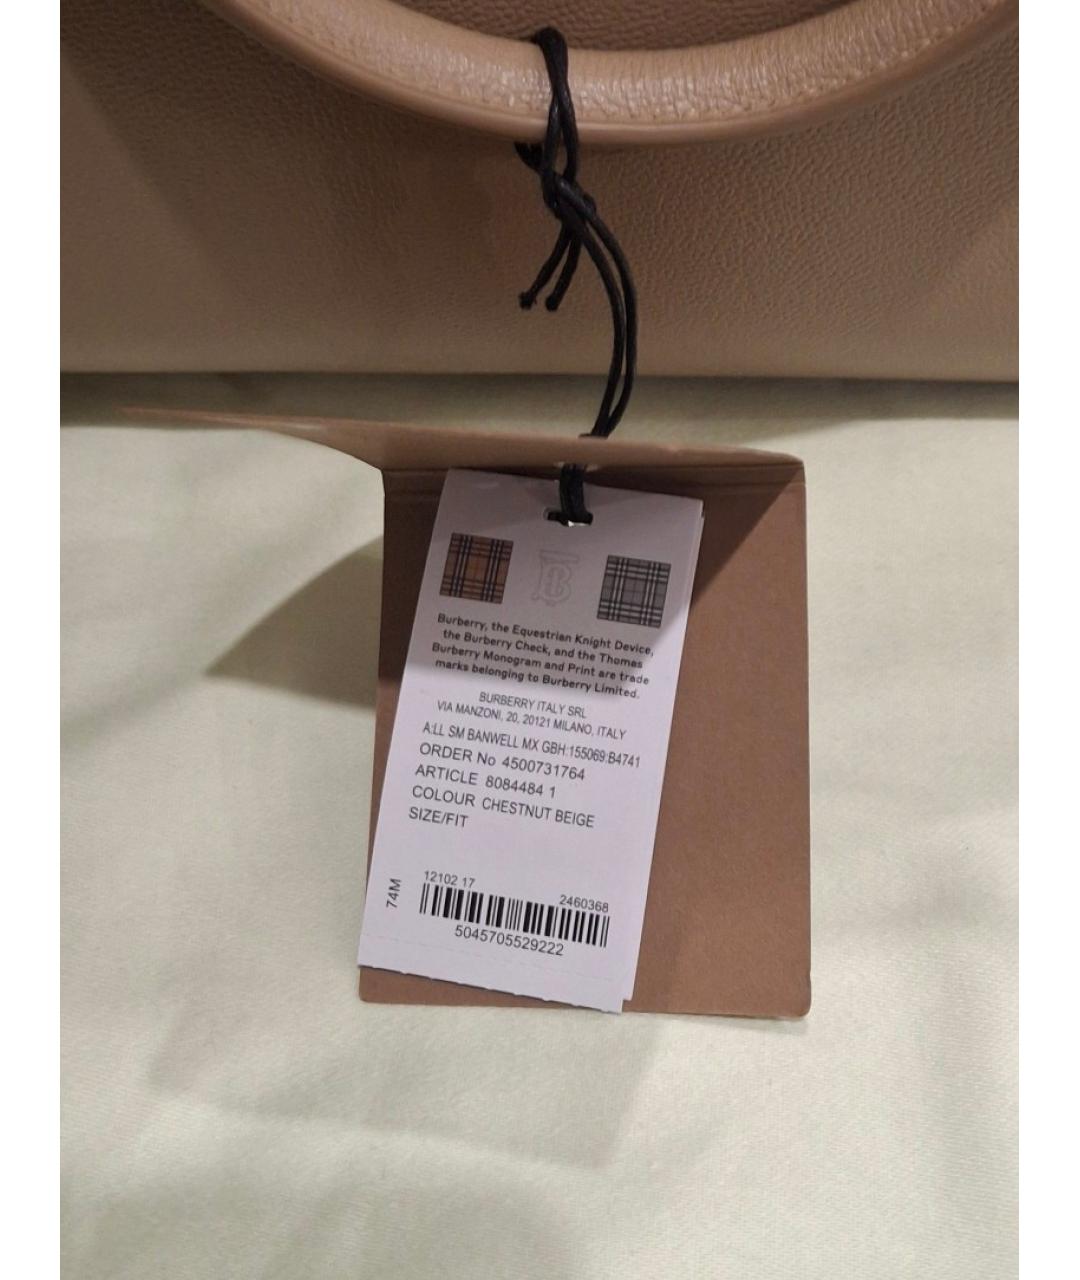 Burberry, the Equestrian Knight Device,
the Burberry Check, and the Thomas
Burberry Monogram and Print are trade
marks belonging to Burberry Limited.
BURBERRY ITALY SRL
VIA MANZONI, 20, 20121 MILANO, ITALY
A:LL SM BANWELL MX GBH:155069:B4741
ORDER No 4500731764
ARTICLE 8084484 1
COLOUR CHESTNUT BEIGE
SIZE/FIT
74M
12102 17
2460368
5045705529222